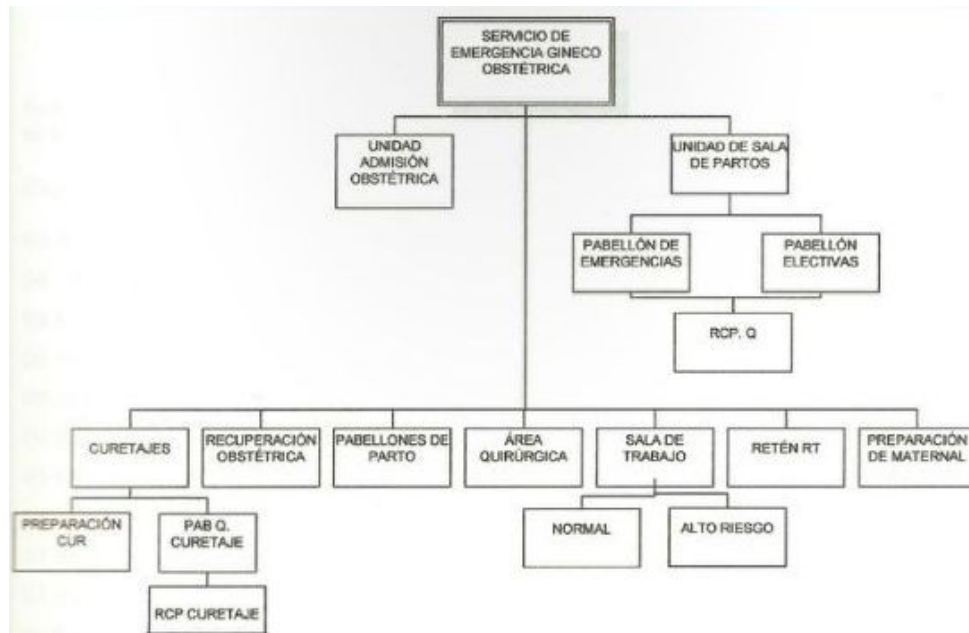 SERVICIO DE
EMERGENCIA GINECO
OBSTÉTRICA
UNIDAD
ADMISIÓN
OBSTÉTRICA
UNIDAD DE SALA
DE PARTOS
PABELLÓN DE
EMERGENCIAS
PABELLÓN
ELECTIVAS
RCP. Q
CURETAJES
RECUPERACIÓN
OBSTÉTRICA
PABELLONES DE
PARTO
ÁREA
QUIRÚRGICA
SALA DE
TRABAJO
RETÉN RT
PREPARACIÓN
DE MATERNAL
PREPARACIÓN
CUR
PAB Q.
CURETAJE
NORMAL
ALTO RIESGO
RCP CURETAJE